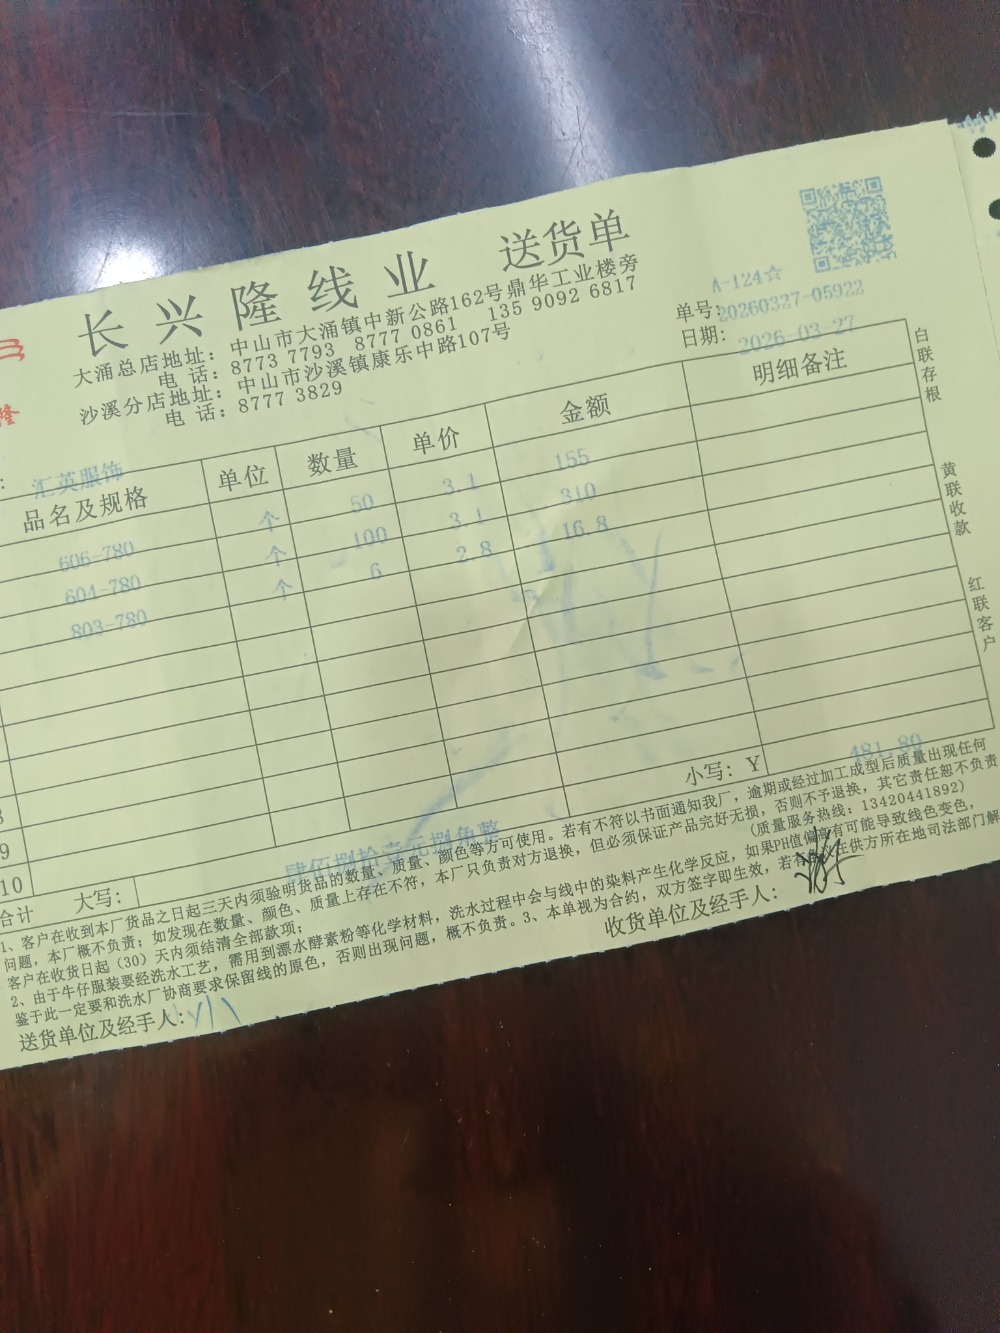 长兴隆线业 送货单
大涌总店地址：中山市大涌镇中新公路162号鼎华工业楼旁
电 话：8773 7793 8777 0861 135 9092 6817
沙溪分店地址：中山市沙溪镇康乐中路107号
电 话：8777 3829
A-124☆
单号：20260327-05922
日期：2026-03-27
隆
：汇英服饰
品名及规格 单位 数量 单价 金额 明细备注
606-780 个 50 3.1 155
604-780 个 100 3.1 310
803-780 个 6 2.8 16.8
9
10
合计 大写：肆佰捌拾壹元捌角整 小写：Y 481.80
白联存根
黄联收款
红联客户
1、客户在收到本厂货品之日起三天内须验明货品的数量、质量、颜色等方可使用。若有不符以书面通知我厂，逾期或经过加工成型后质量出现任何
问题，本厂概不负责；如发现在数量、颜色、质量上存在不符，本厂只负责对方退换，但必须保证产品完好无损，否则不予退换，其它责任恕不负责
客户在收货日起（30）天内须结清全部款项； （质量服务热线：13420441892）
2、由于牛仔服装要经洗水工艺，需用到漂水酵素粉等化学材料，洗水过程中会与线中的染料产生化学反应，如果PH值偏高有可能导致线色变色，
鉴于此一定要和洗水厂协商要求保留线的原色，否则出现问题，概不负责。3、本单视为合约，双方签字即生效，若有 在供方所在地司法部门解
送货单位及经手人： 收货单位及经手人：